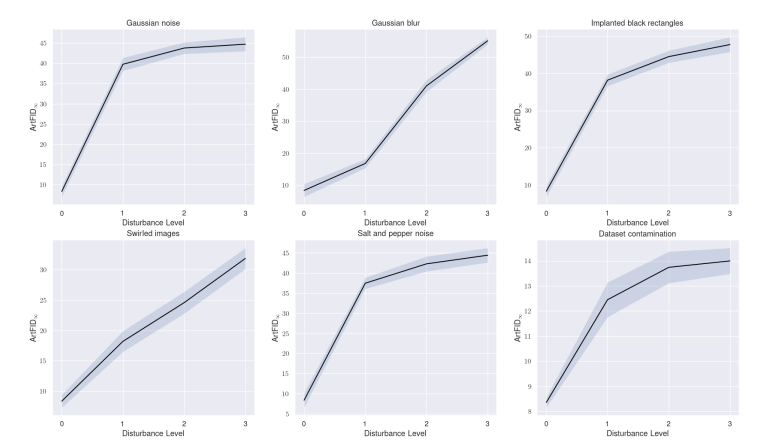 Gaussian noise
45
40
35
30
25
20
15
10
ArtFID∞
0 1 2 3
Disturbance Level
Gaussian blur
50
40
30
20
10
ArtFID∞
0 1 2 3
Disturbance Level
Implanted black rectangles
50
40
30
20
10
ArtFID∞
0 1 2 3
Disturbance Level
Swirled images
30
25
20
15
10
ArtFID∞
0 1 2 3
Disturbance Level
Salt and pepper noise
45
40
35
30
25
20
15
10
5
ArtFID∞
0 1 2 3
Disturbance Level
Dataset contamination
14
13
12
11
10
9
8
ArtFID∞
0 1 2 3
Disturbance Level